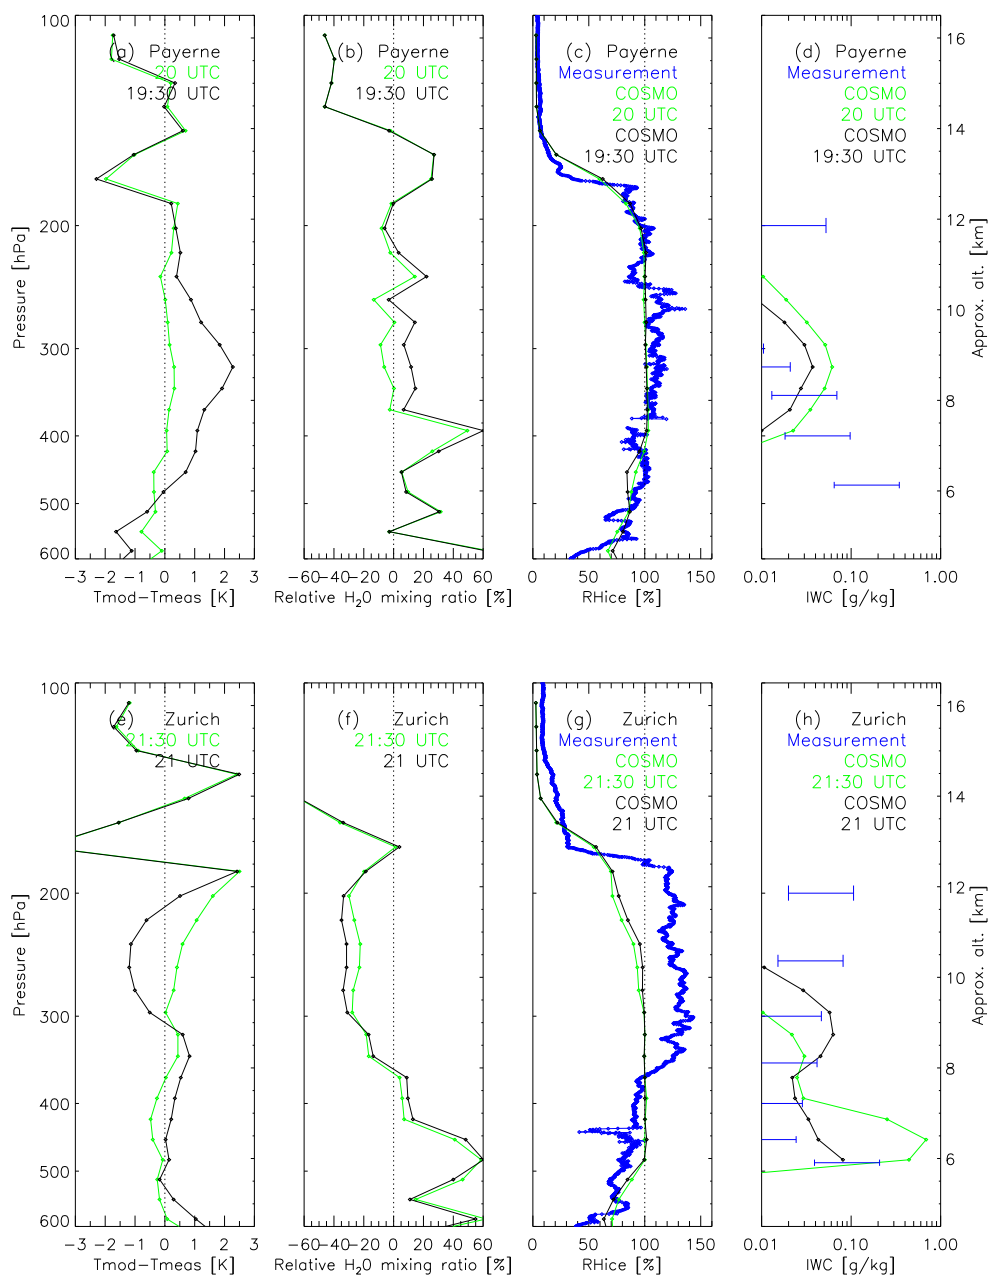 (a) Payerne
20 UTC
19:30 UTC
(b) Payerne
20 UTC
19:30 UTC
(c) Payerne
Measurement
COSMO
20 UTC
COSMO
19:30 UTC
(d) Payerne
Measurement
COSMO
20 UTC
COSMO
19:30 UTC
100
200
300
400
500
600
Pressure [hPa]
16
14
12
10
8
6
Approx. alt. [km]
-3 -2 -1 0 1 2 3
Tmod-Tmeas [K]
-60 -40 -20 0 20 40 60
Relative H₂O mixing ratio [%]
0 50 100 150
RHice [%]
0.01 0.10 1.00
IWC [g/kg]
(e) Zurich
21:30 UTC
21 UTC
(f) Zurich
21:30 UTC
21 UTC
(g) Zurich
Measurement
COSMO
21:30 UTC
COSMO
21 UTC
(h) Zurich
Measurement
COSMO
21:30 UTC
COSMO
21 UTC
100
200
300
400
500
600
Pressure [hPa]
16
14
12
10
8
6
Approx. alt. [km]
-3 -2 -1 0 1 2 3
Tmod-Tmeas [K]
-60 -40 -20 0 20 40 60
Relative H₂O mixing ratio [%]
0 50 100 150
RHice [%]
0.01 0.10 1.00
IWC [g/kg]